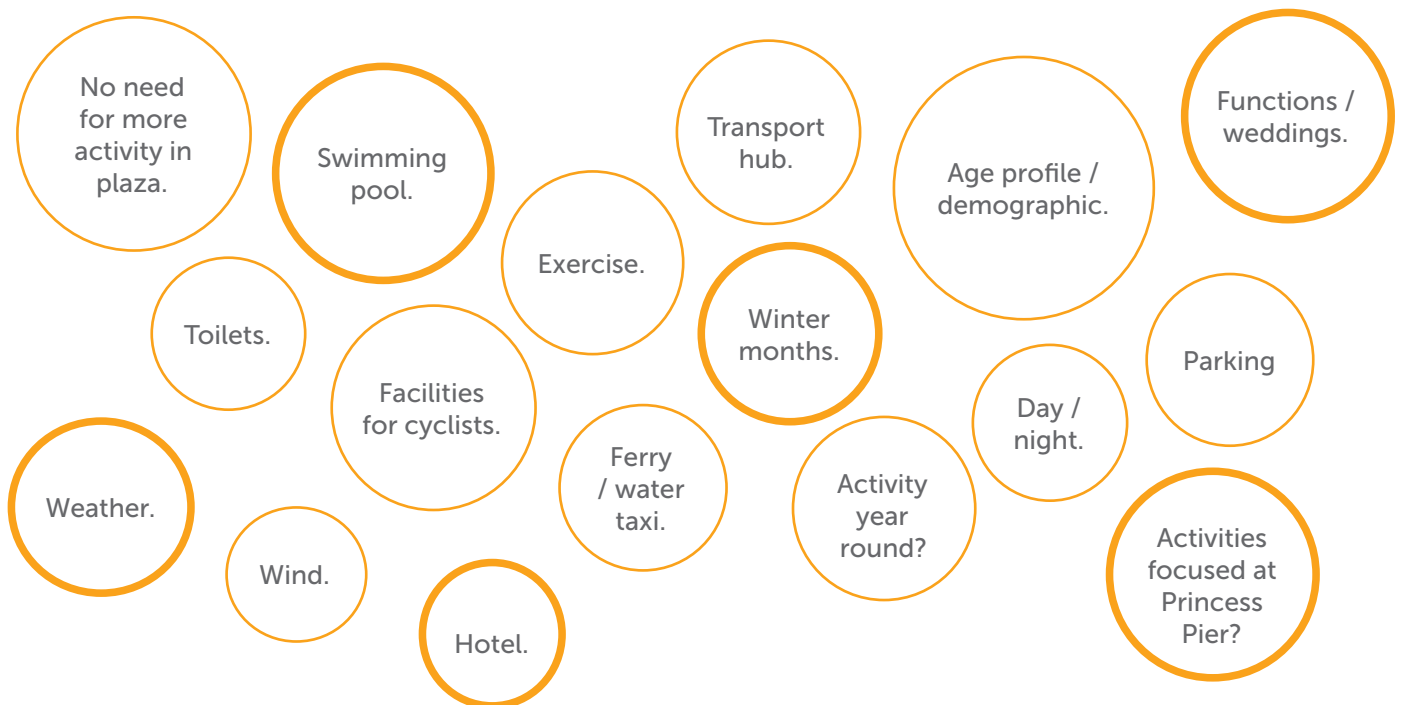 No need
for more
activity in
plaza.
Swimming
pool.
Transport
hub.
Age profile /
demographic.
Functions /
weddings.
Exercise.
Toilets.
Winter
months.
Parking
Facilities
for cyclists.
Day /
night.
Weather.
Ferry
/ water
taxi.
Activity
year
round?
Wind.
Activities
focused at
Princess
Pier?
Hotel.